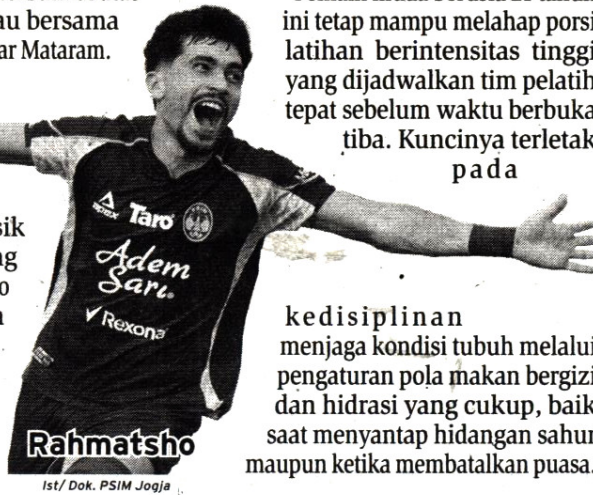 au bersama
ar Mataram.
sik
ini tetap mampu melahap porsi
latihan berintensitas tinggi
yang dijadwalkan tim pelatih
tepat sebelum waktu berbuka
tiba. Kuncinya terletak
pada
kedisiplinan
menjaga kondisi tubuh melalui
pengaturan pola makan bergizi
dan hidrasi yang cukup, baik
saat menyantap hidangan sahur
maupun ketika membatalkan puasa.
apex
Taro
Adem
Sari
Rexona
Rahmatsho
Ist/ Dok. PSIM Jogja